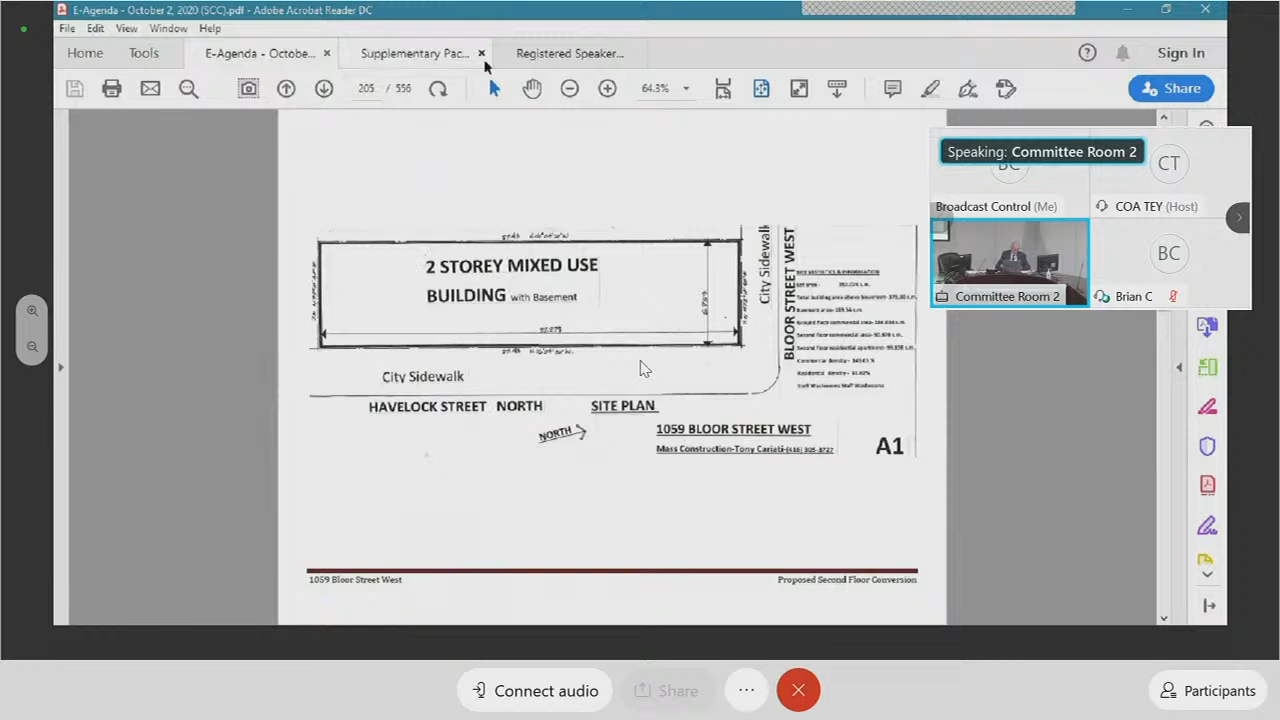 E-Agenda - October 2, 2020 (SCC).pdf - Adobe Acrobat Reader DC
File Edit View Window Help
Home Tools E-Agenda - Octobe... × Supplementary Pac... × Registered Speaker... Sign In
205 / 556 64.3% Share
Speaking: Committee Room 2
BC CT
Broadcast Control (Me) COA TEY (Host)
BC
Committee Room 2 Brian C
2 STOREY MIXED USE
BUILDING with Basement
City Sidewalk
BLOOR STREET WEST
City Sidewalk
HAVELOCK STREET NORTH SITE PLAN
NORTH
1059 BLOOR STREET WEST
Mass Construction-Tony Cariati-(416) 305-3727
A1
1059 Bloor Street West Proposed Second Floor Conversion
Connect audio Share Participants